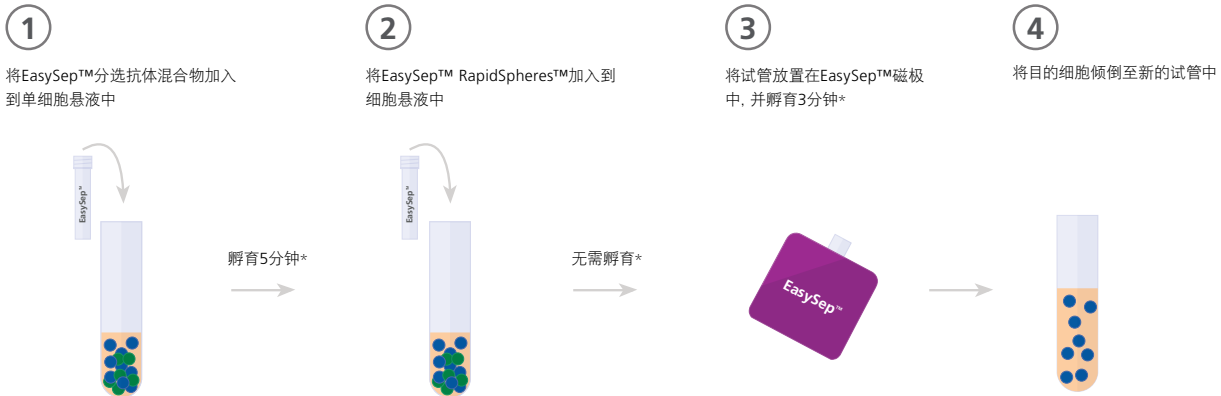 1
将EasySep™分选抗体混合物加入
到单细胞悬液中
2
将EasySep™ RapidSpheres™加入到
细胞悬液中
3
将试管放置在EasySep™磁极
中, 并孵育3分钟*
4
将目的细胞倾倒至新的试管中
EasySep™
孵育5分钟*
EasySep™
无需孵育*
EasySep™